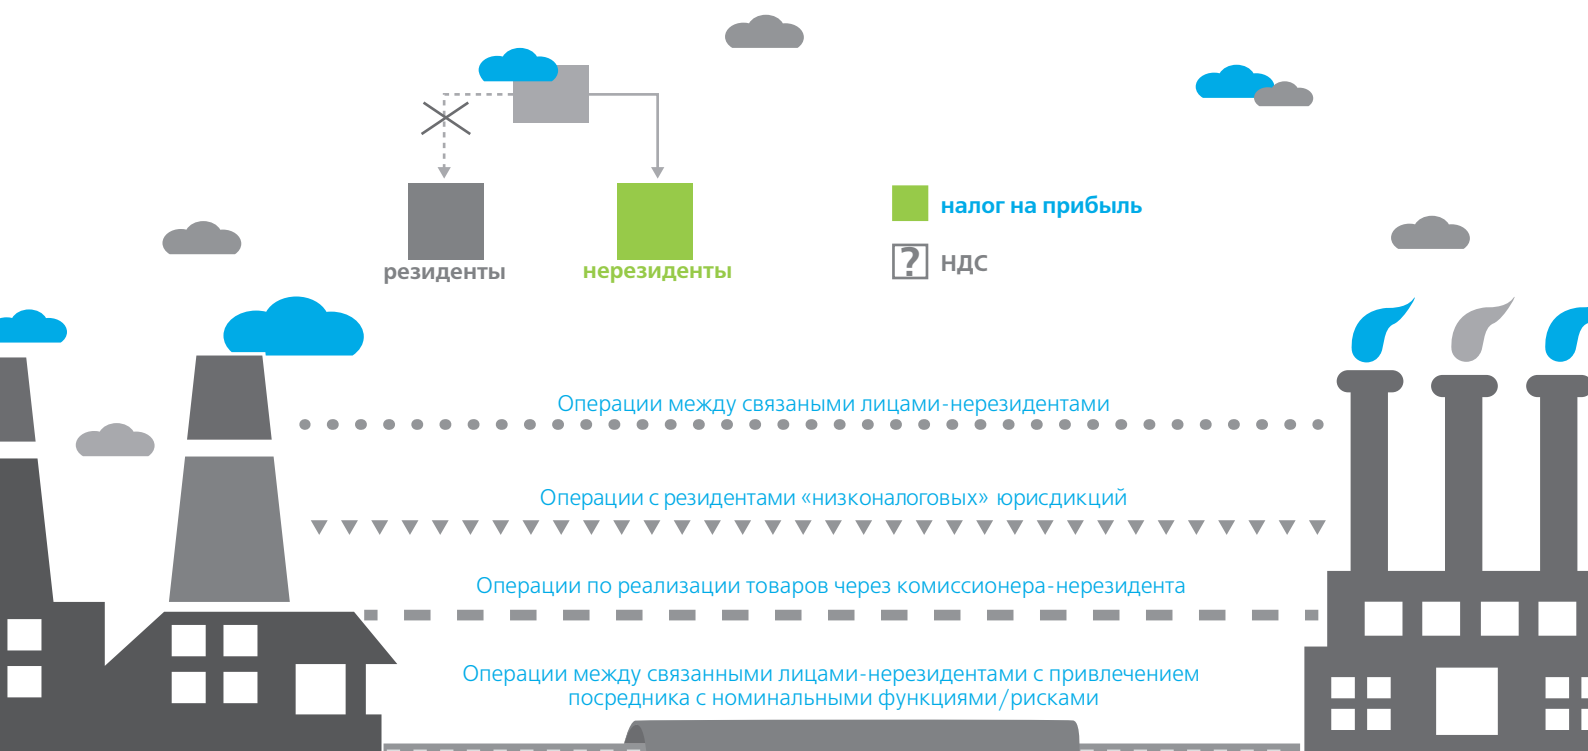 резиденты
нерезиденты
налог на прибыль
? НДС
Операции между связаными лицами-нерезидентами
Операции с резидентами «низконалоговых» юрисдикций
Операции по реализации товаров через комиссионера-нерезидента
Операции между связанными лицами-нерезидентами с привлечением
посредника с номинальными функциями/рисками